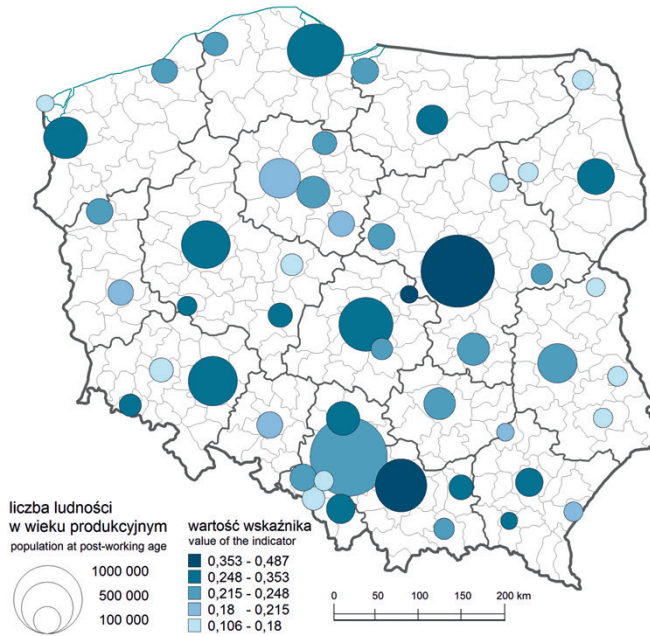 liczba ludności
w wieku produkcyjnym
population at post-working age
1000 000
500 000
100 000
wartość wskaźnika
value of the indicator
0,353 - 0,487
0,248 - 0,353
0,215 - 0,248
0,18 - 0,215
0,106 - 0,18
0 50 100 150 200 km